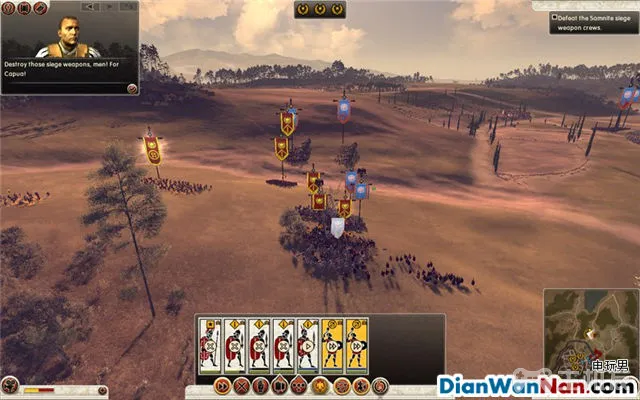 Destroy those siege weapons, men! For
Capua!
Defeat the Samnite siege
weapon crews.
电玩男
DianWanNan.com